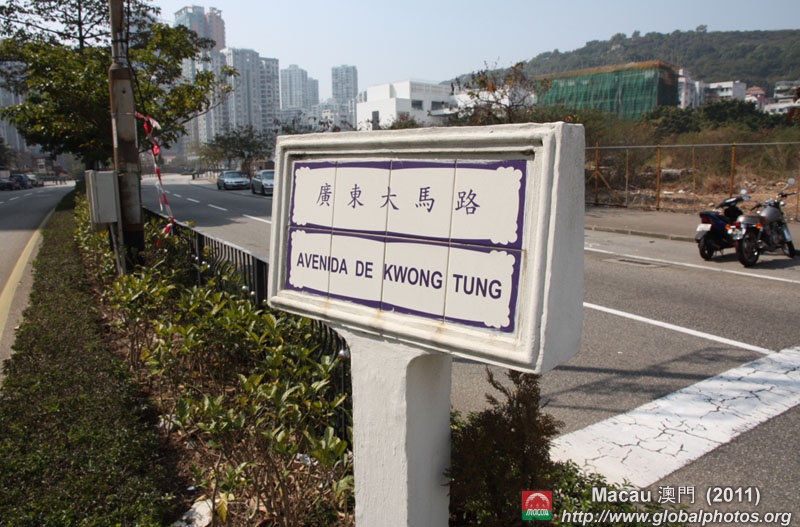 廣東大馬路
AVENIDA DE KWONG TUNG
Macau 澳門 (2011)
http://www.globalphotos.org